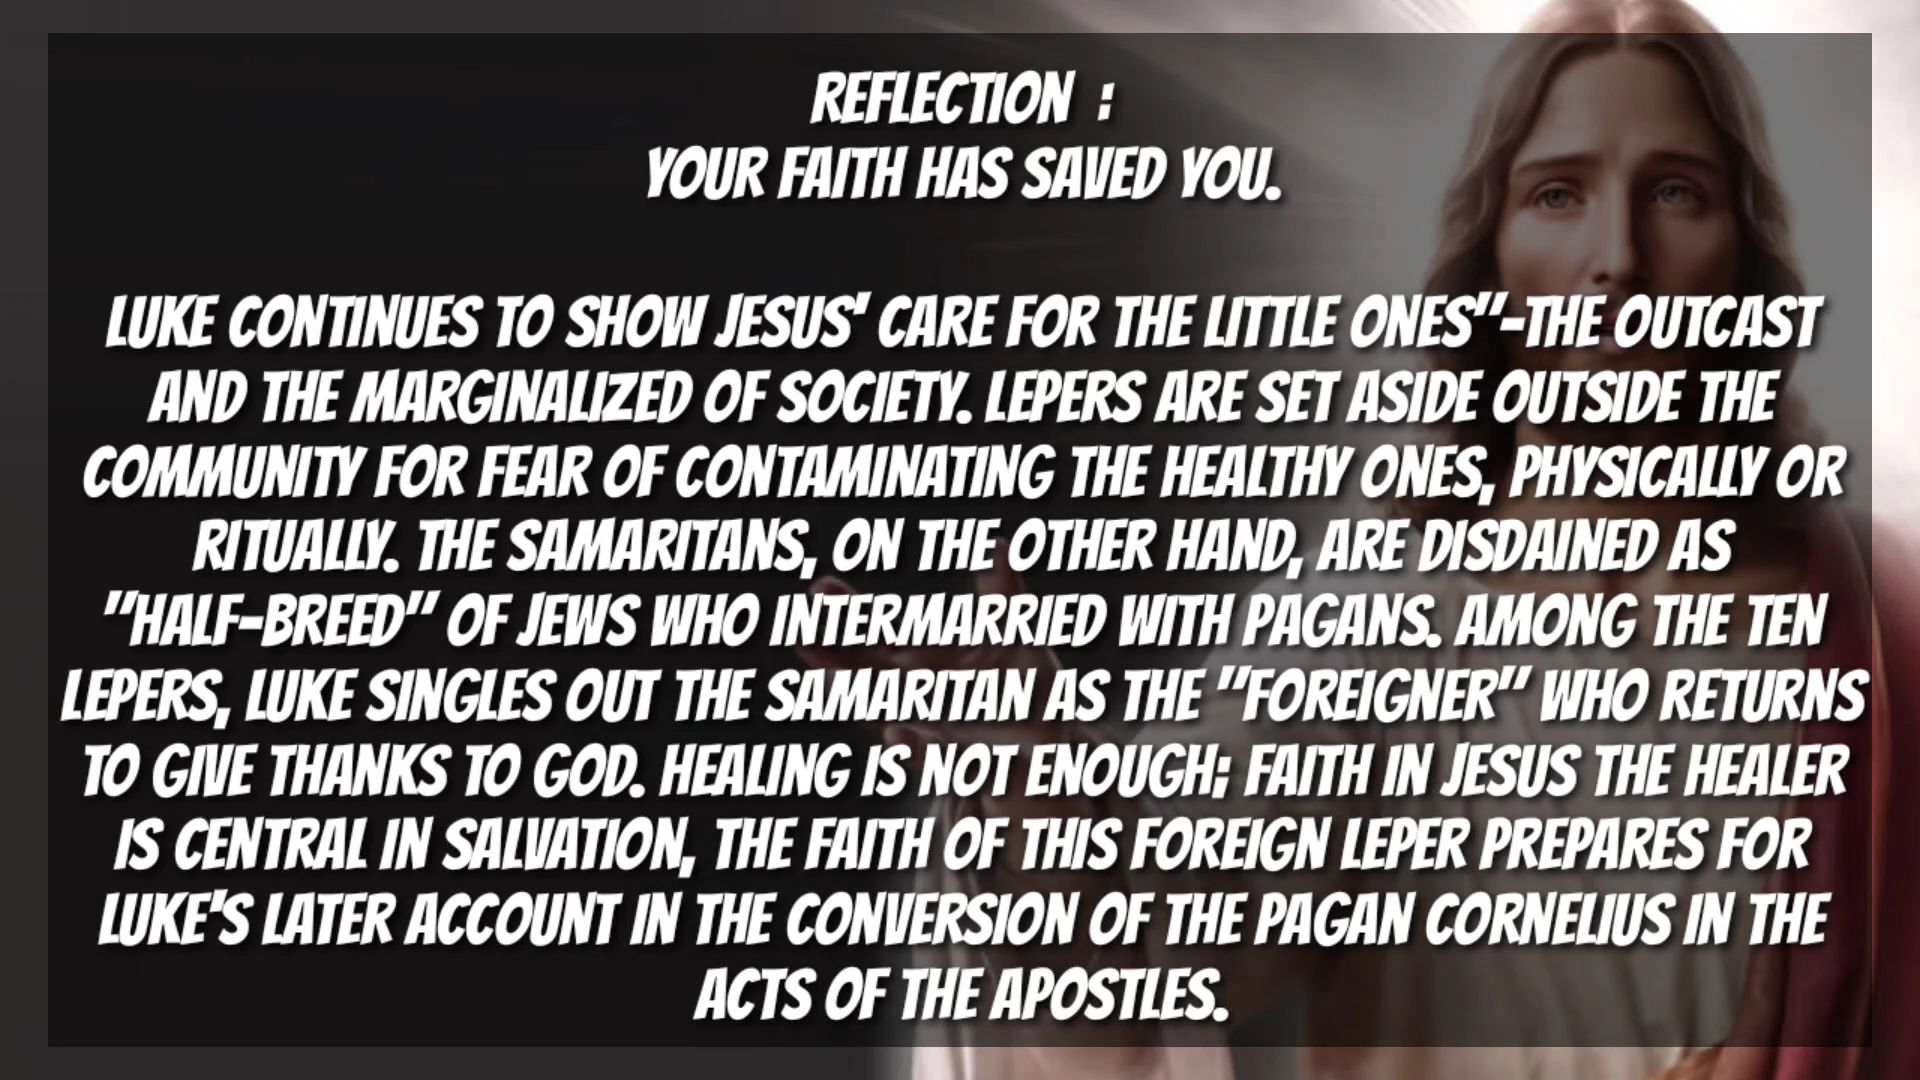 REFLECTION :
YOUR FAITH HAS SAVED YOU.
LUKE CONTINUES TO SHOW JESUS' CARE FOR THE LITTLE ONES"-THE OUTCAST
AND THE MARGINALIZED OF SOCIETY. LEPERS ARE SET ASIDE OUTSIDE THE
COMMUNITY FOR FEAR OF CONTAMINATING THE HEALTHY ONES, PHYSICALLY OR
RITUALLY. THE SAMARITANS, ON THE OTHER HAND, ARE DISDAINED AS
"HALF-BREED" OF JEWS WHO INTERMARRIED WITH PAGANS. AMONG THE TEN
LEPERS, LUKE SINGLES OUT THE SAMARITAN AS THE "FOREIGNER" WHO RETURNS
TO GIVE THANKS TO GOD. HEALING IS NOT ENOUGH; FAITH IN JESUS THE HEALER
IS CENTRAL IN SALVATION, THE FAITH OF THIS FOREIGN LEPER PREPARES FOR
LUKE'S LATER ACCOUNT IN THE CONVERSION OF THE PAGAN CORNELIUS IN THE
ACTS OF THE APOSTLES.